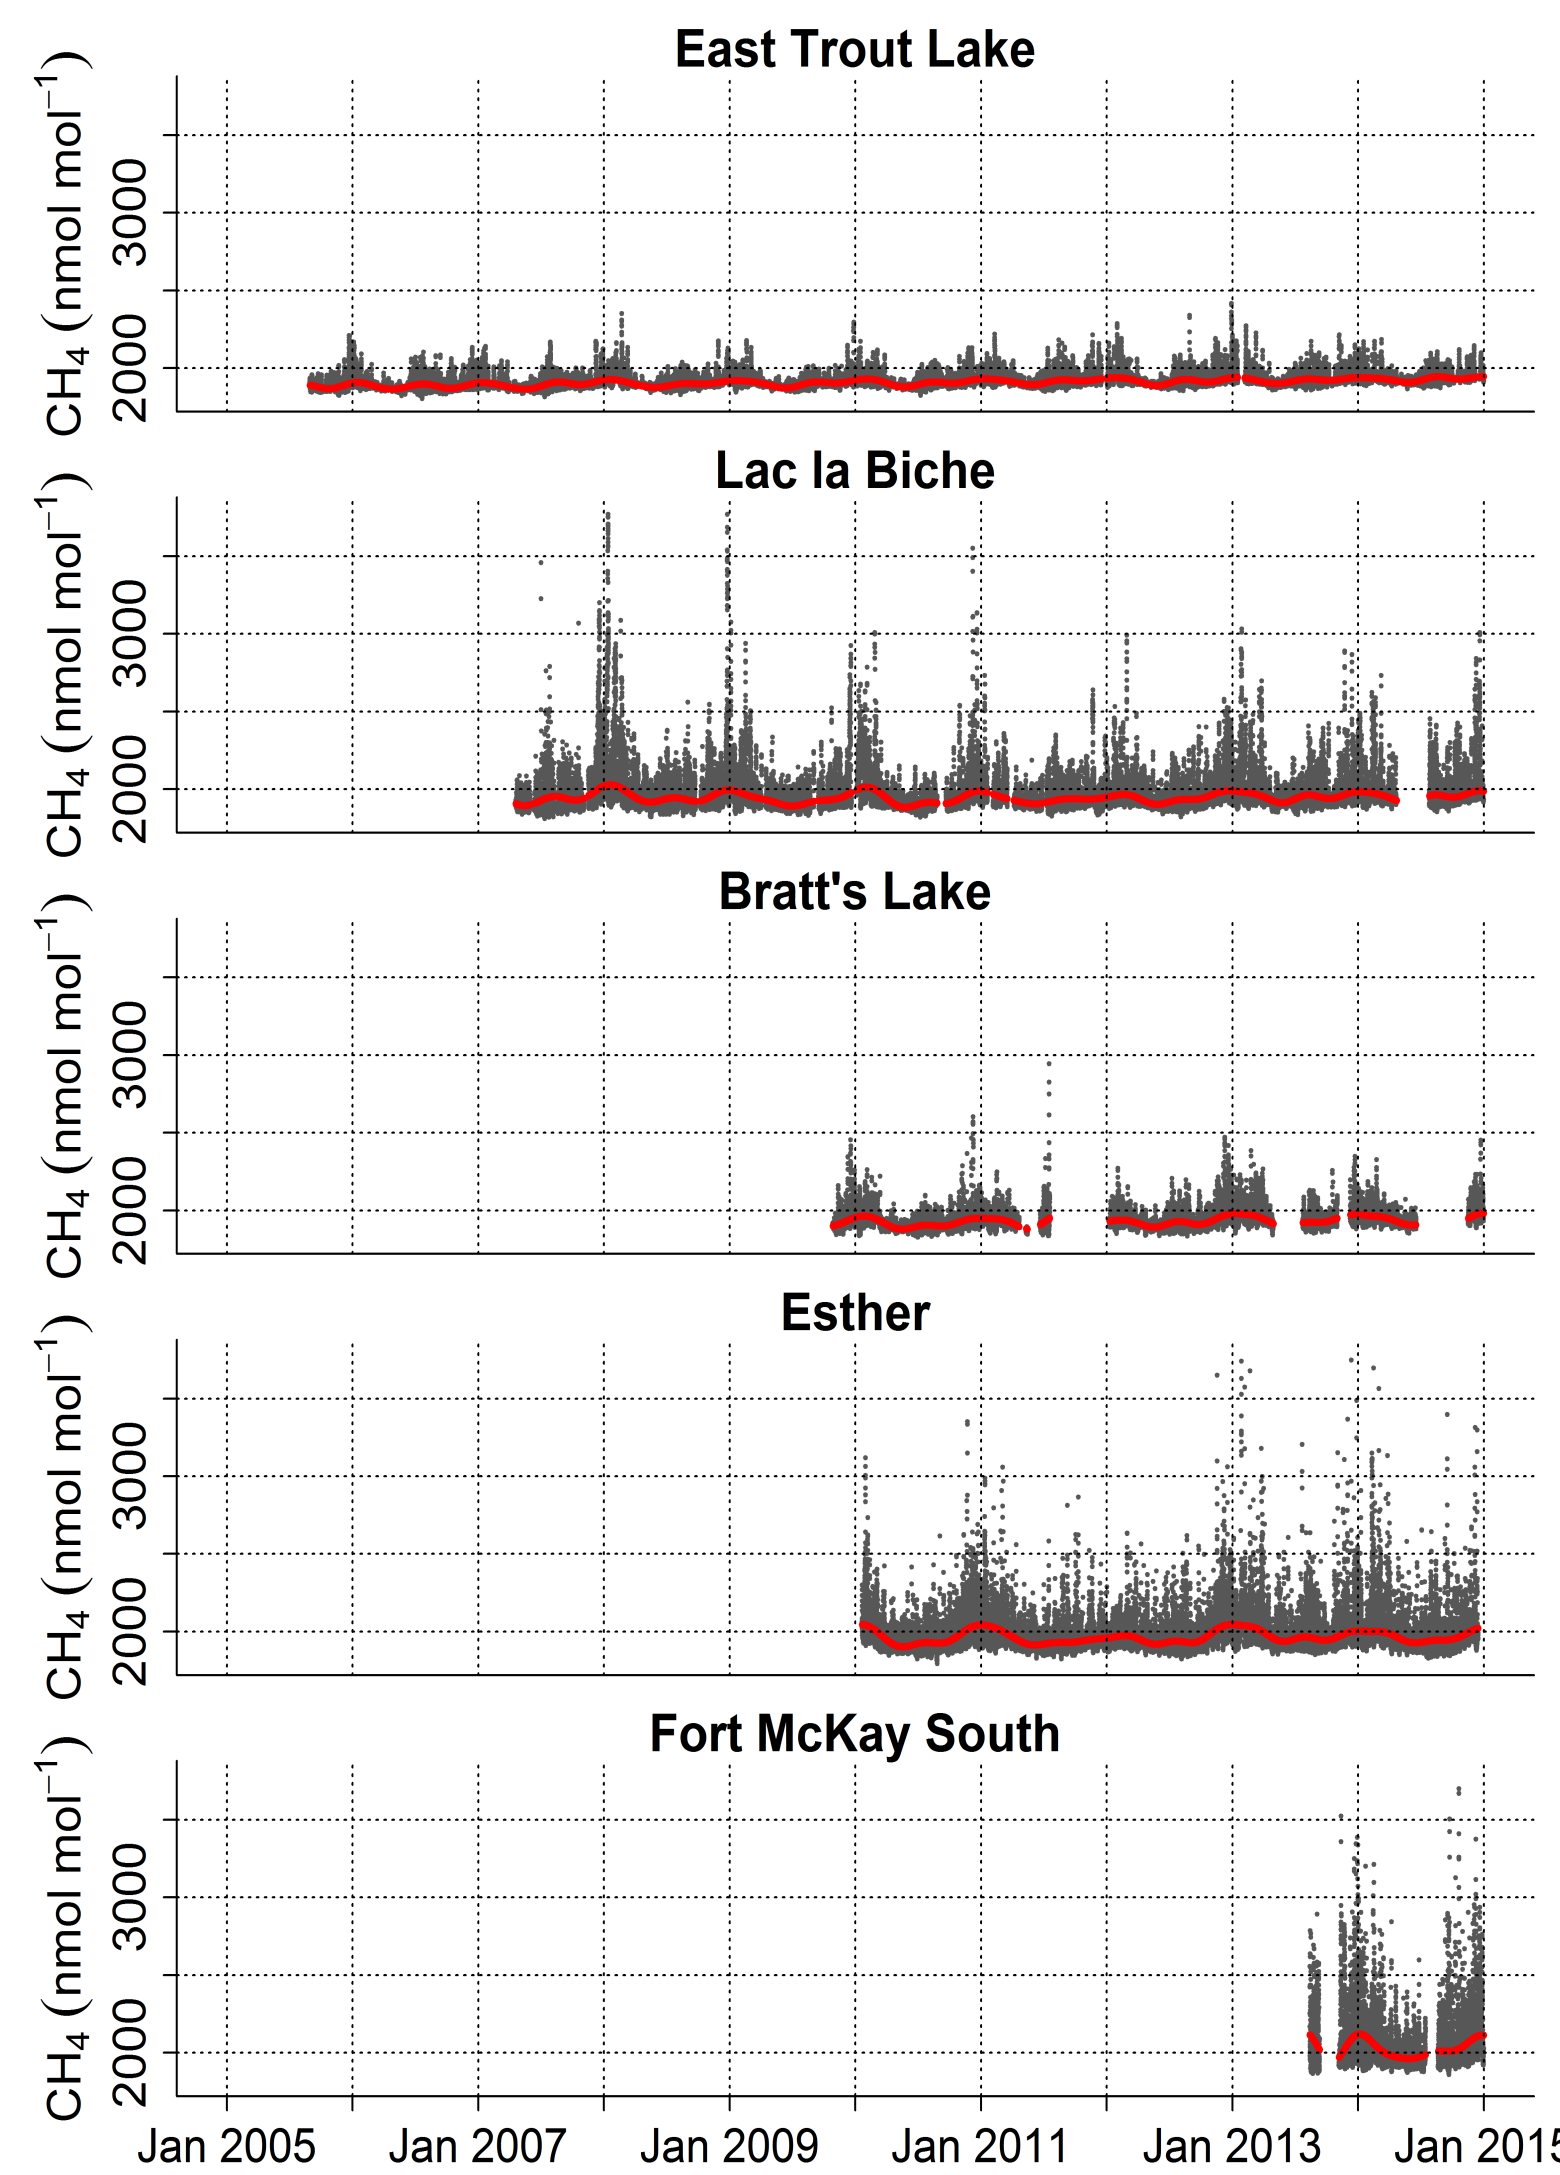 East Trout Lake
CH₄ (nmol mol⁻¹)
3000
2000
Lac la Biche
CH₄ (nmol mol⁻¹)
3000
2000
Bratt's Lake
CH₄ (nmol mol⁻¹)
3000
2000
Esther
CH₄ (nmol mol⁻¹)
3000
2000
Fort McKay South
CH₄ (nmol mol⁻¹)
3000
2000
Jan 2005 Jan 2007 Jan 2009 Jan 2011 Jan 2013 Jan 2015